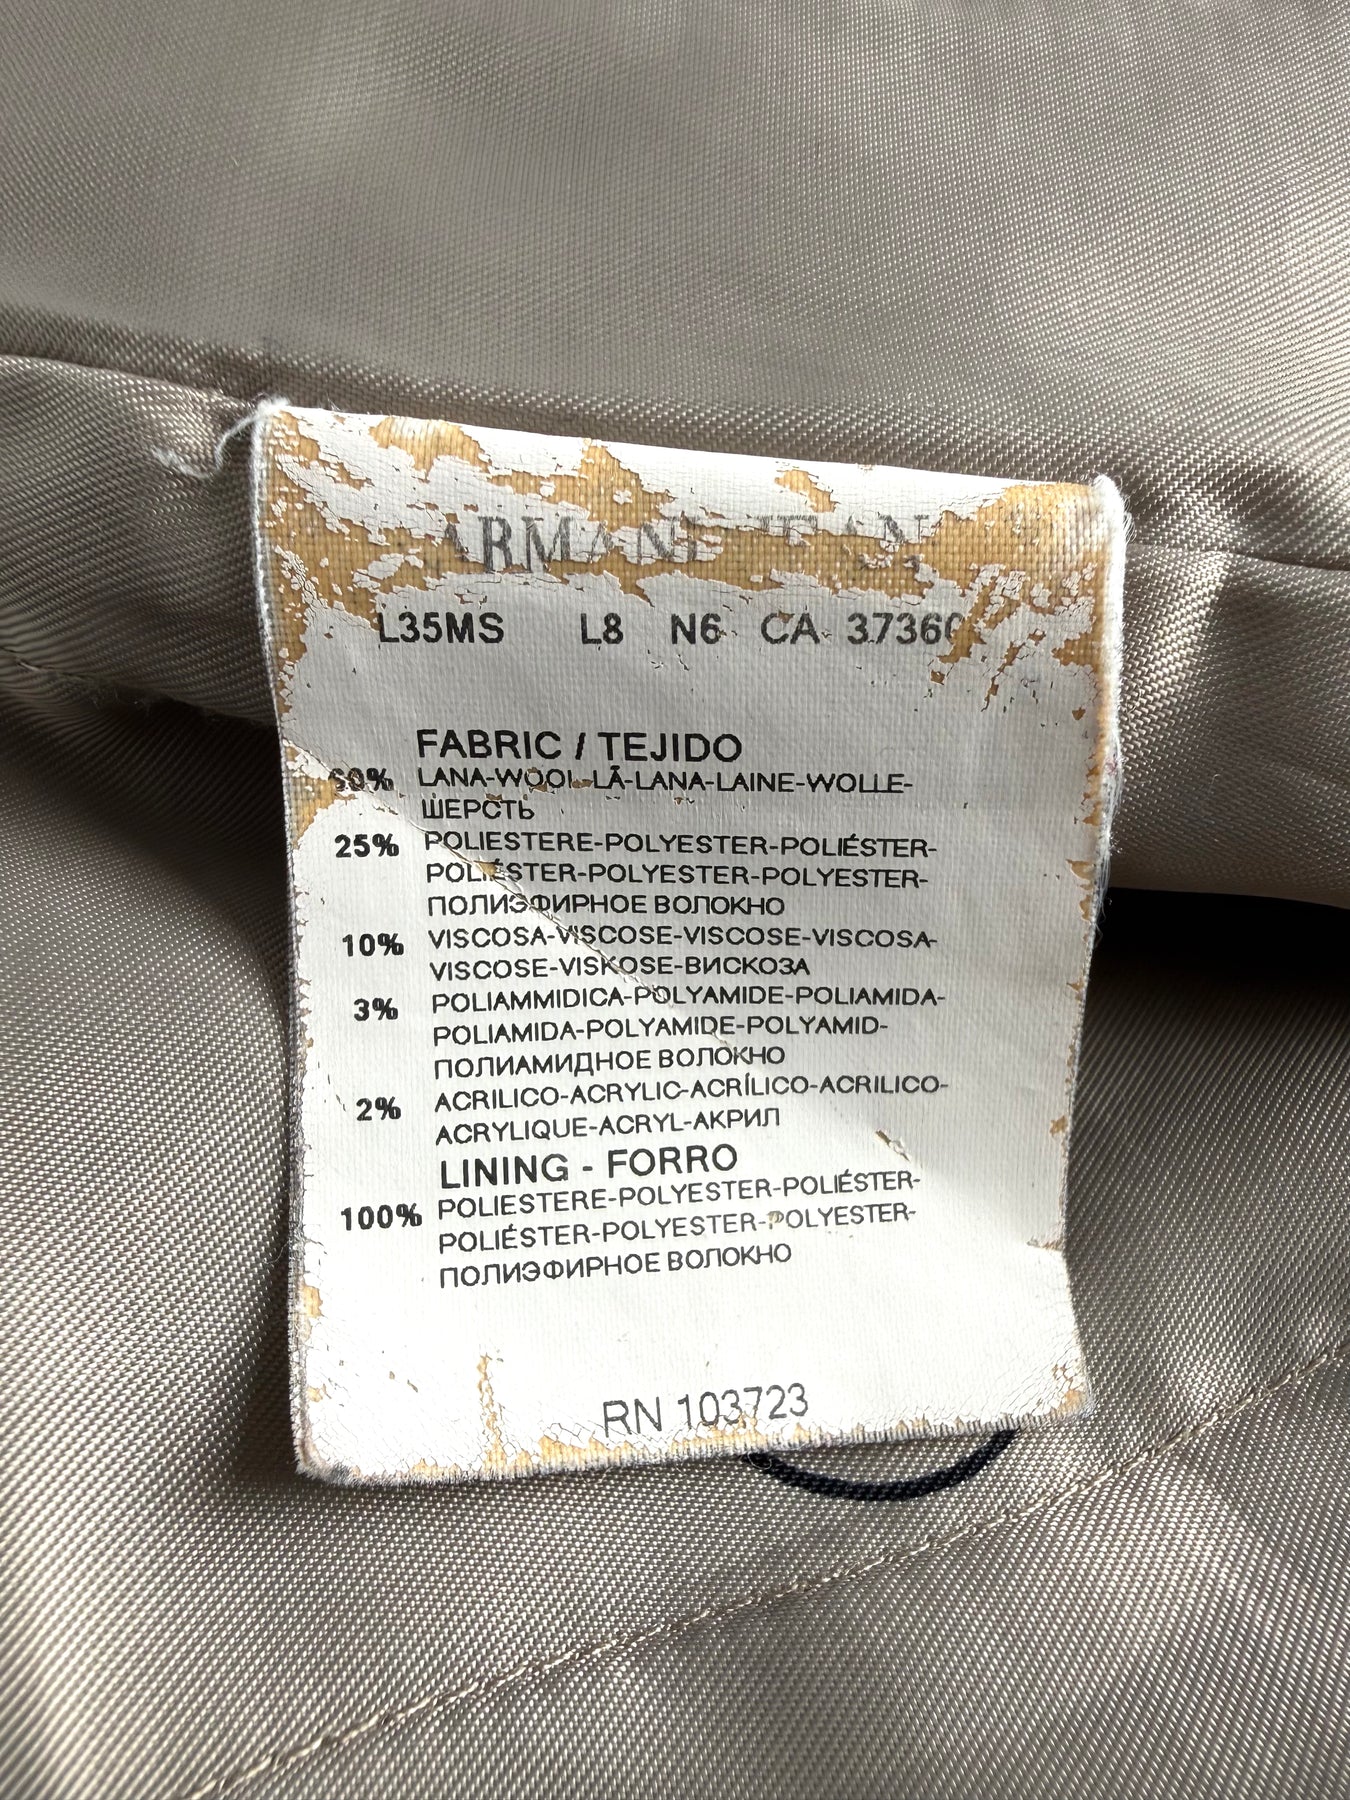 ARMANI JEAN
L35MS L8 N6 CA 37360
FABRIC / TEJIDO
60% LANA-WOOL-LÃ-LANA-LAINE-WOLLE-
ШЕРСТЬ
25% POLIESTERE-POLYESTER-POLIÉSTER-
POLIÉSTER-POLYESTER-POLYESTER-
ПОЛИЭФИРНОЕ ВОЛОКНО
10% VISCOSA-VISCOSE-VISCOSE-VISCOSA-
VISCOSE-VISKOSE-ВИСКОЗА
3% POLIAMMIDICA-POLYAMIDE-POLIAMIDA-
POLIAMIDA-POLYAMIDE-POLYAMID-
ПОЛИАМИДНОЕ ВОЛОКНО
2% ACRILICO-ACRYLIC-ACRÍLICO-ACRILICO-
ACRYLIQUE-ACRYL-АКРИЛ
LINING - FORRO
100% POLIESTERE-POLYESTER-POLIÉSTER-
POLIÉSTER-POLYESTER-POLYESTER-
ПОЛИЭФИРНОЕ ВОЛОКНО
RN 103723